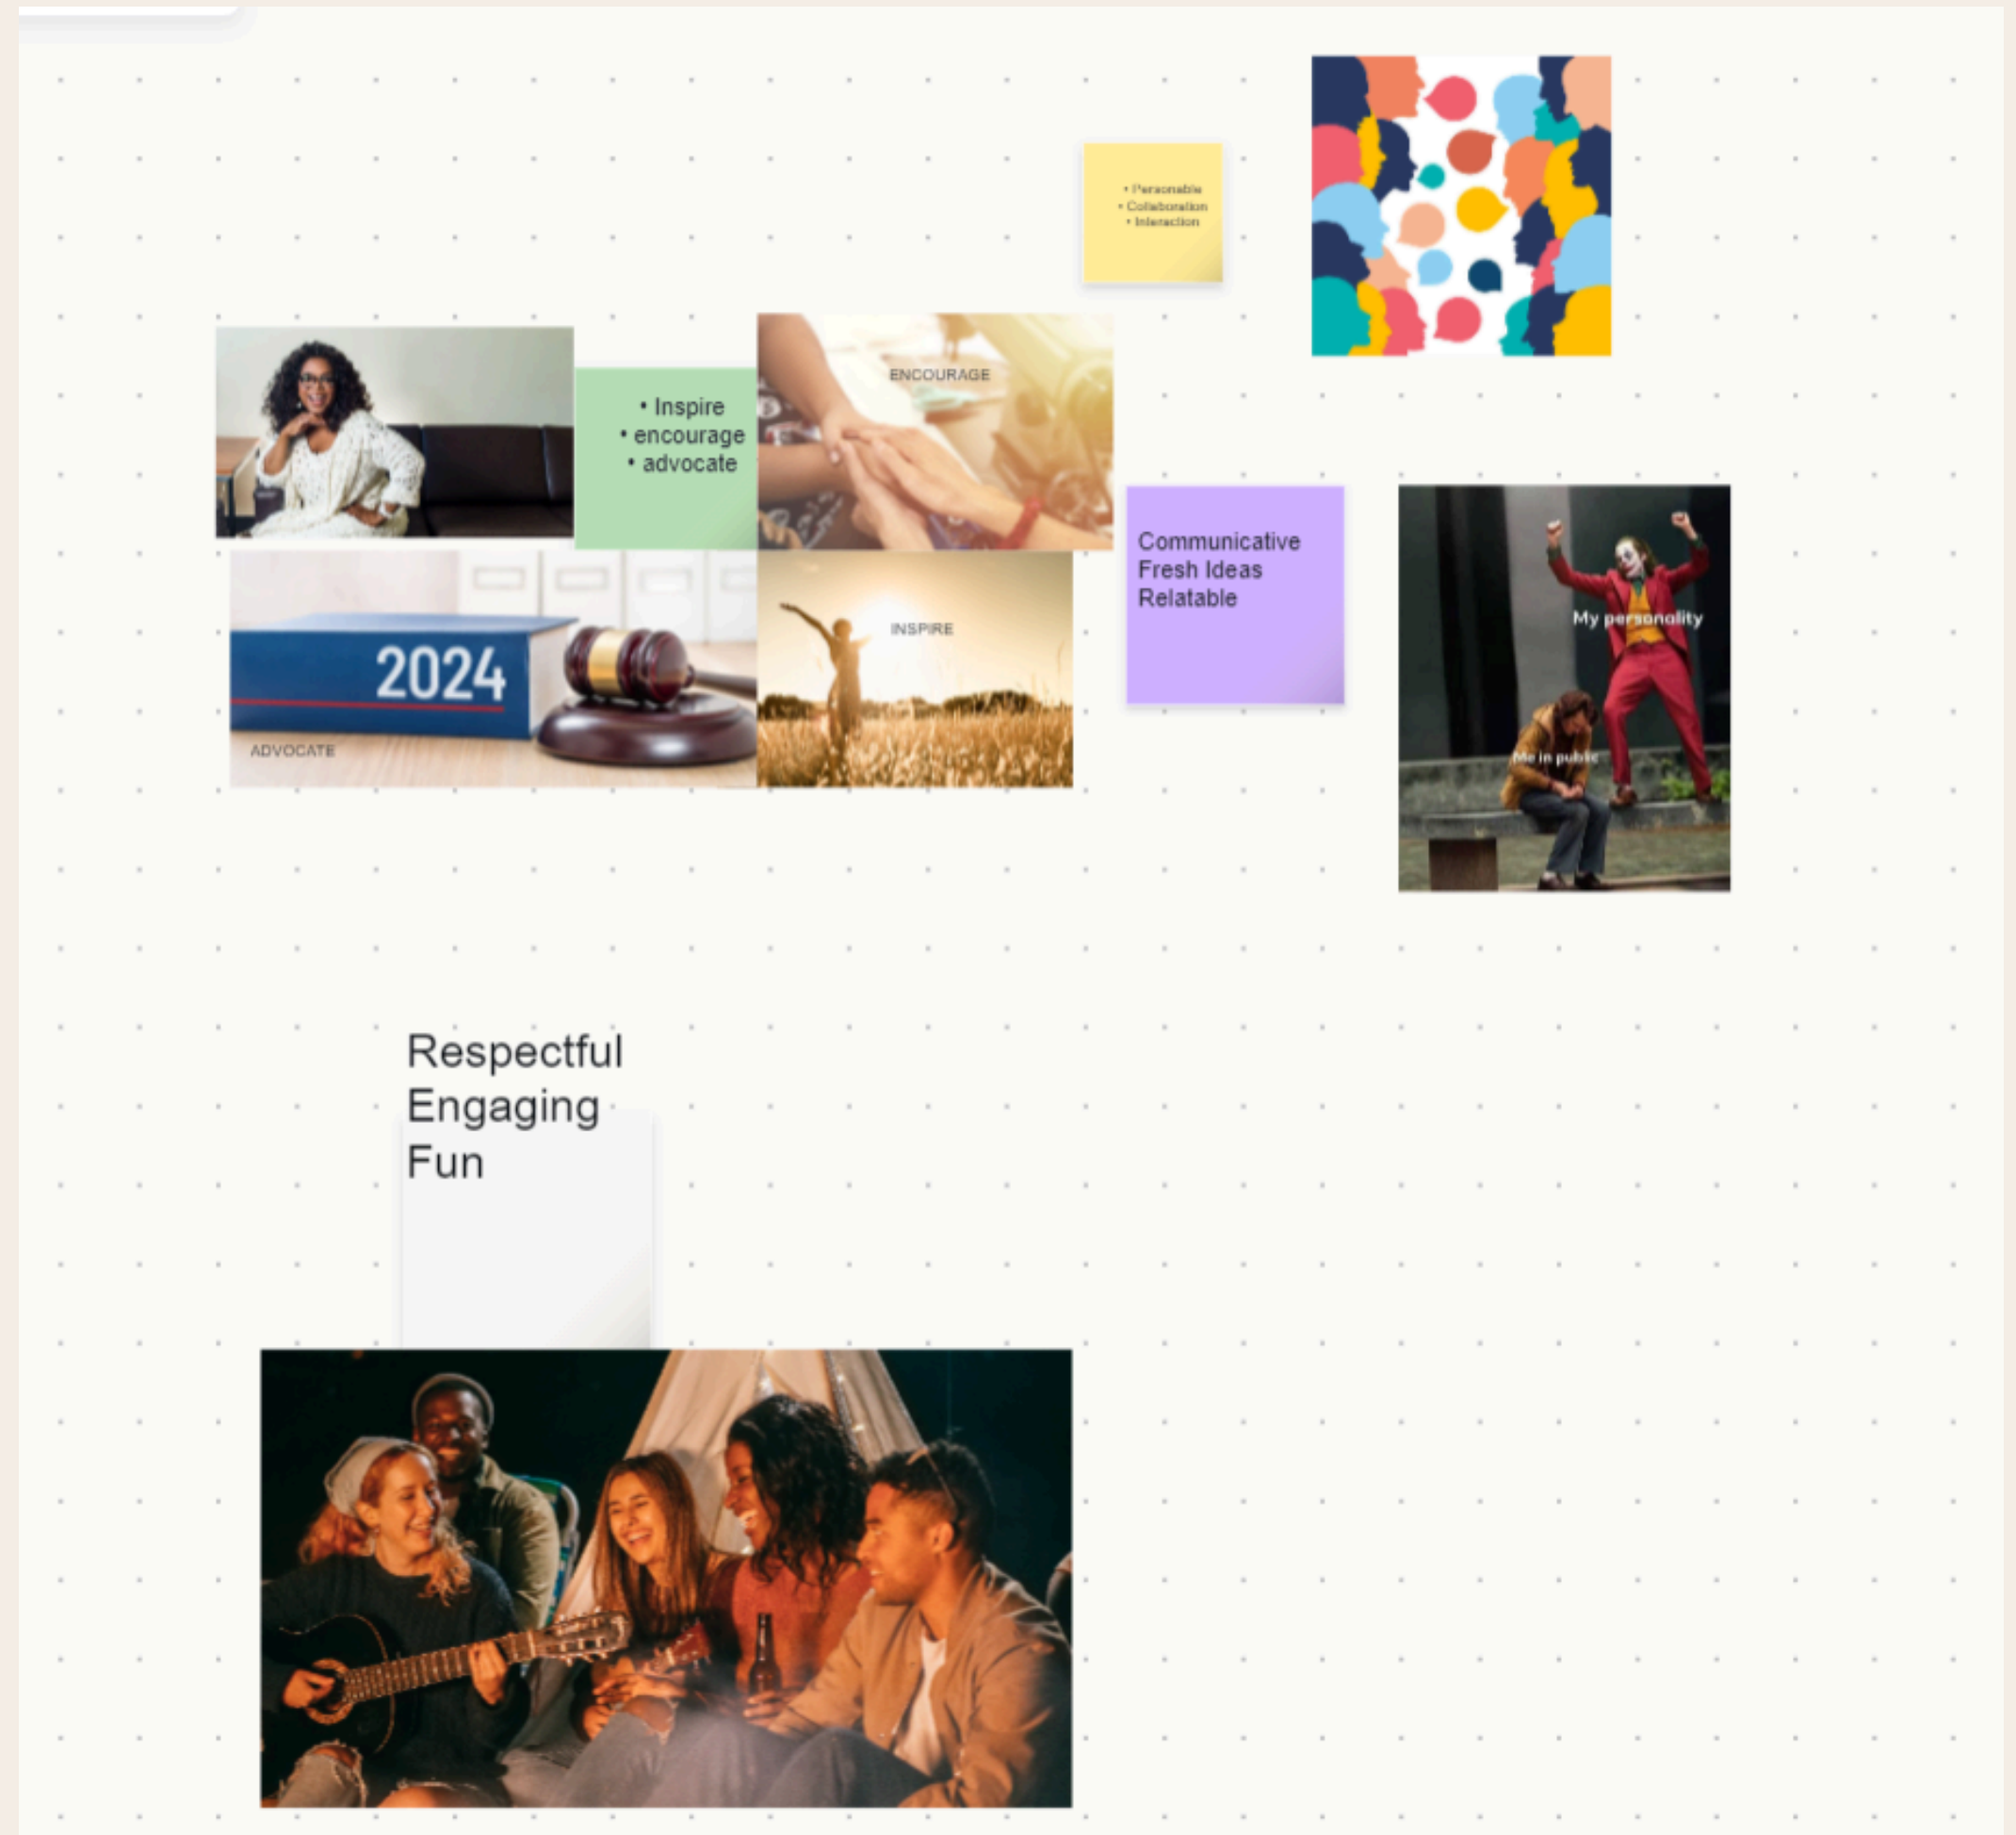 • Personable
• Collaboration
• Interaction
• Inspire
• encourage
• advocate
ENCOURAGE
Communicative
Fresh Ideas
Relatable
My personality
Me in public
2024
ADVOCATE
INSPIRE
Respectful
Engaging
Fun